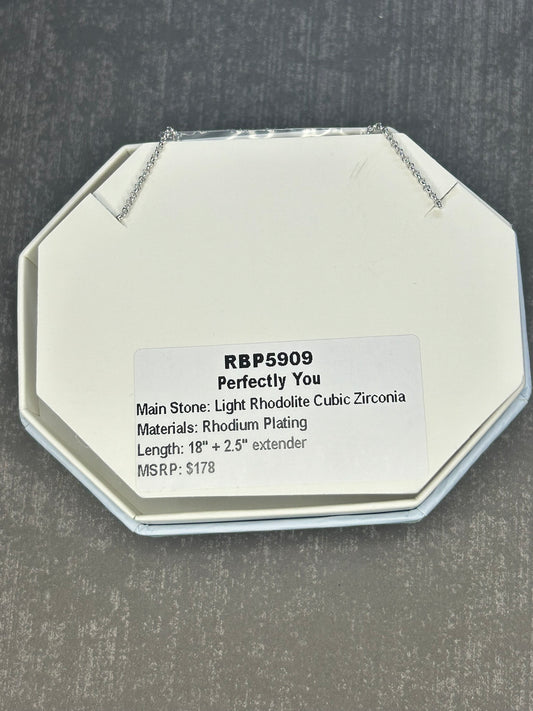 RBP5909
Perfectly You
Main Stone: Light Rhodolite Cubic Zirconia
Materials: Rhodium Plating
Length: 18" + 2.5" extender
MSRP: $178